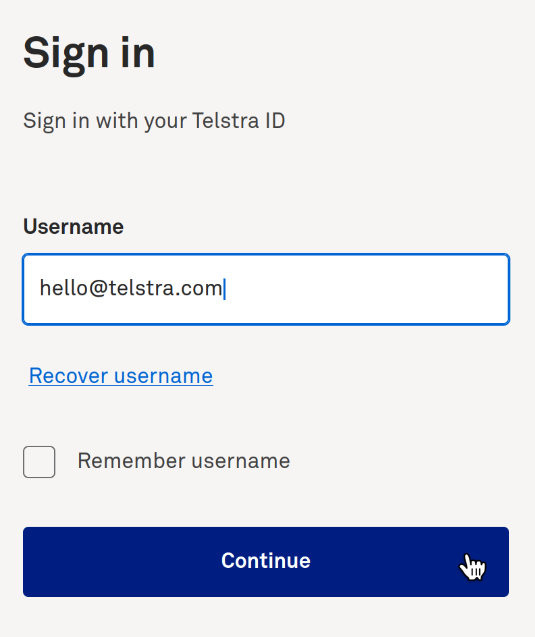 Sign in
Sign in with your Telstra ID
Username
hello@telstra.com
Recover username
Remember username
Continue